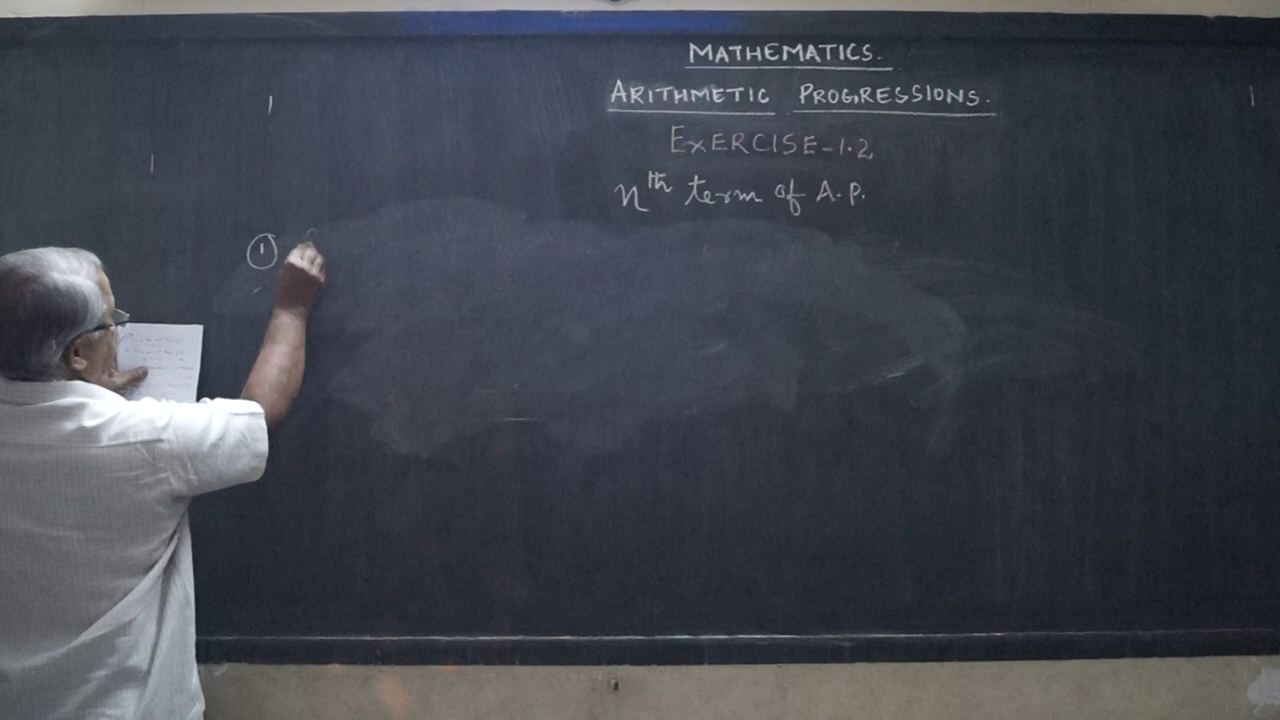 MATHEMATICS.
ARITHMETIC PROGRESSIONS.
EXERCISE-1.2
nth term of A.P.
①